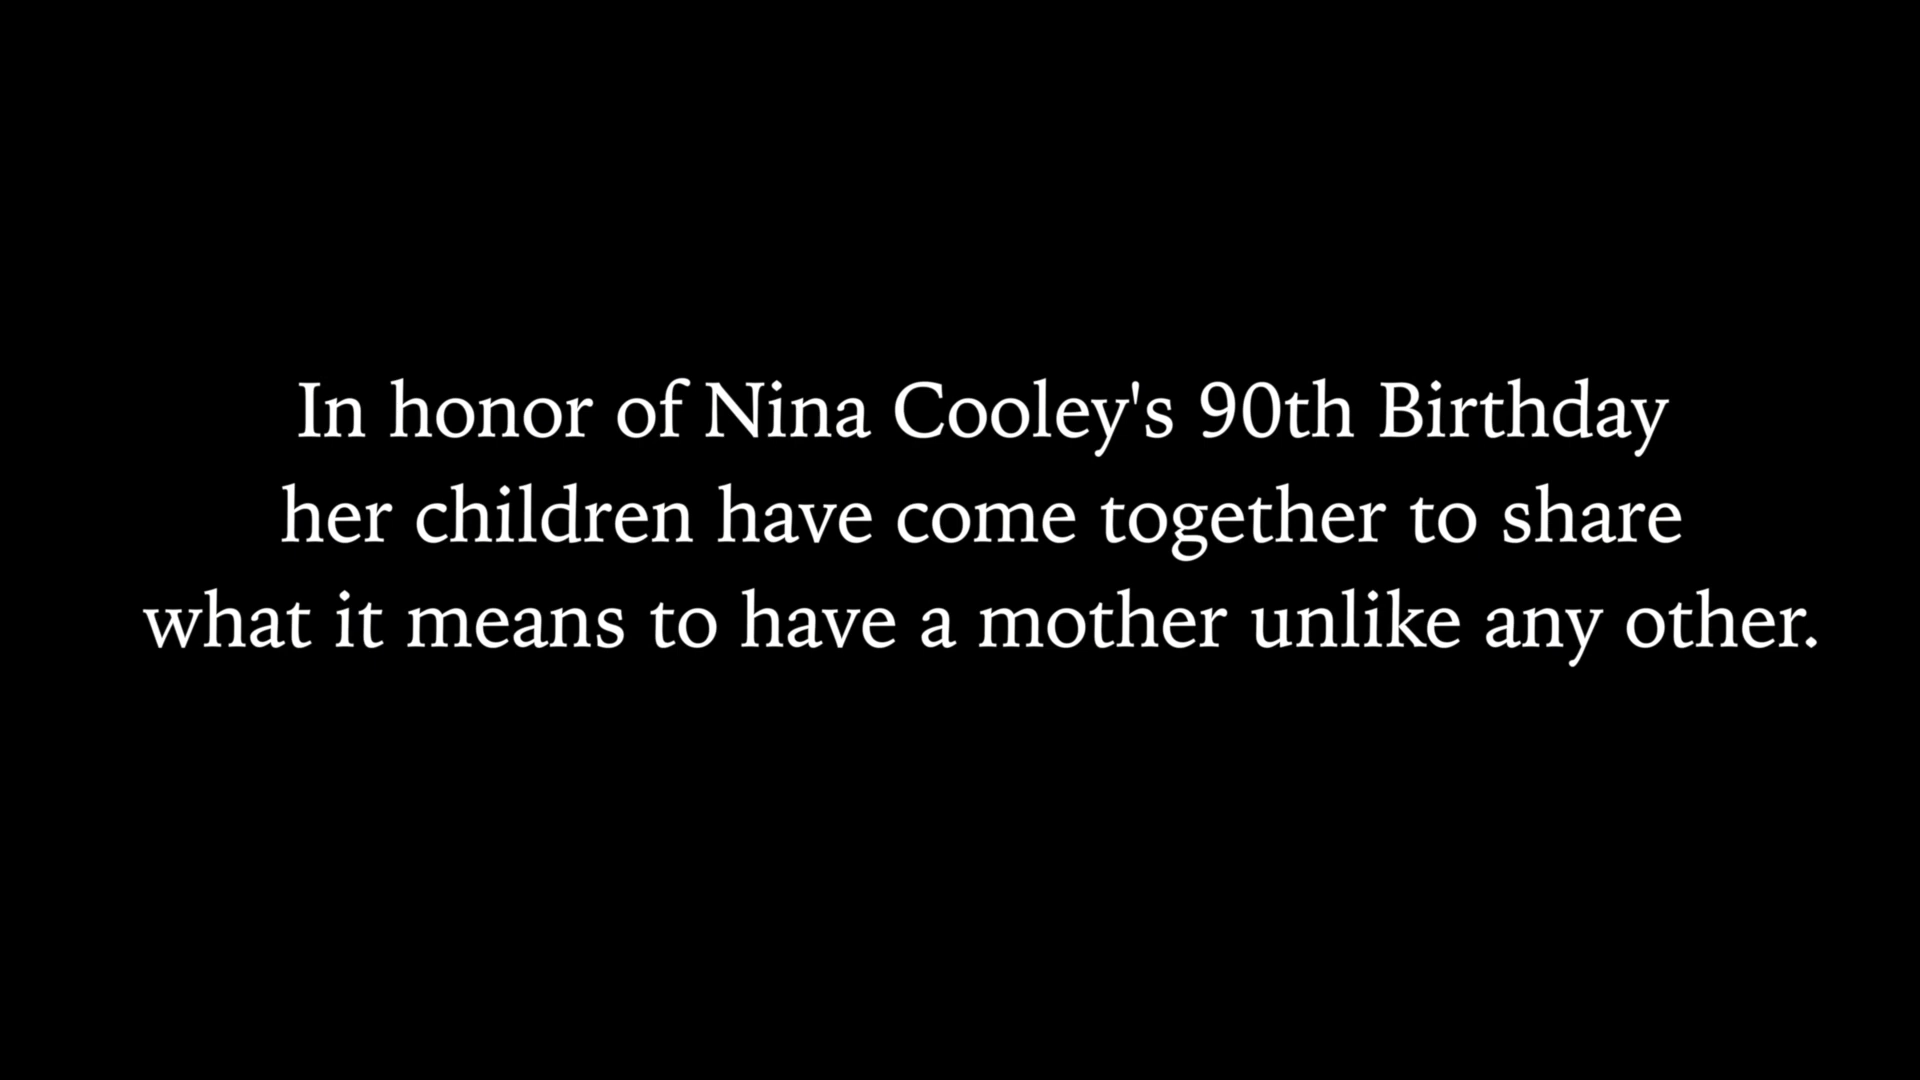 In honor of Nina Cooley's 90th Birthday
her children have come together to share
what it means to have a mother unlike any other.